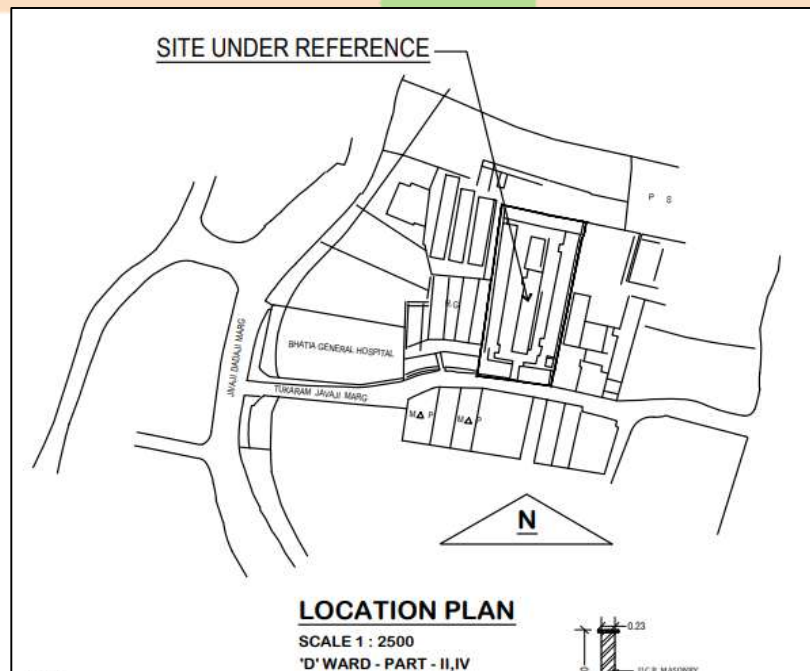 SITE UNDER REFERENCE
P S
R.G
BHATIA GENERAL HOSPITAL
JIVAJI DADAJI MARG
TUKARAM JAVAJI MARG
M P
M P
N
LOCATION PLAN
SCALE 1 : 2500
'D' WARD - PART - II,IV
0.23